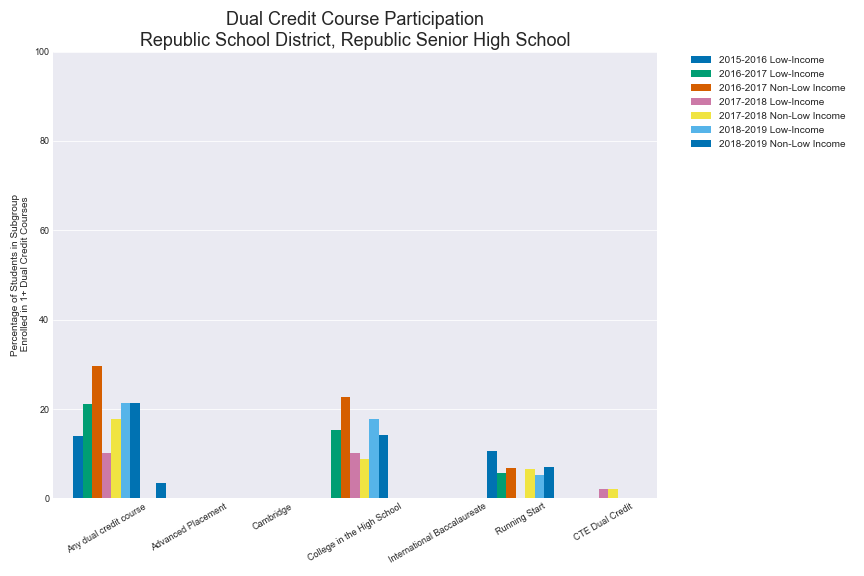 Dual Credit Course Participation
Republic School District, Republic Senior High School
Percentage of Students in Subgroup
Enrolled in 1+ Dual Credit Courses
100
80
60
40
20
0
Any dual credit course
Advanced Placement
Cambridge
College in the High School
International Baccalaureate
Running Start
CTE Dual Credit
2015-2016 Low-Income
2016-2017 Low-Income
2016-2017 Non-Low Income
2017-2018 Low-Income
2017-2018 Non-Low Income
2018-2019 Low-Income
2018-2019 Non-Low Income